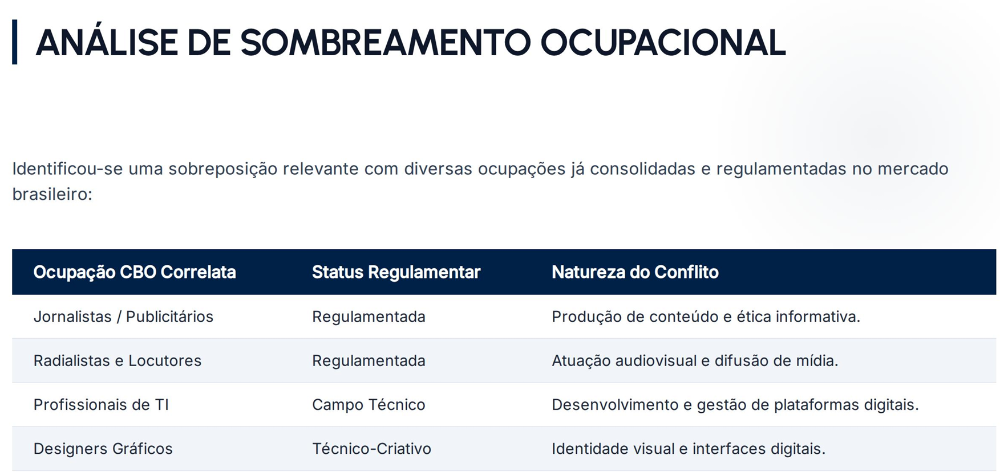 ANÁLISE DE SOMBREAMENTO OCUPACIONAL
Identificou-se uma sobreposição relevante com diversas ocupações já consolidadas e regulamentadas no mercado
brasileiro:
Ocupação CBO Correlata Status Regulamentar Natureza do Conflito
Jornalistas / Publicitários Regulamentada Produção de conteúdo e ética informativa.
Radialistas e Locutores Regulamentada Atuação audiovisual e difusão de mídia.
Profissionais de TI Campo Técnico Desenvolvimento e gestão de plataformas digitais.
Designers Gráficos Técnico-Criativo Identidade visual e interfaces digitais.